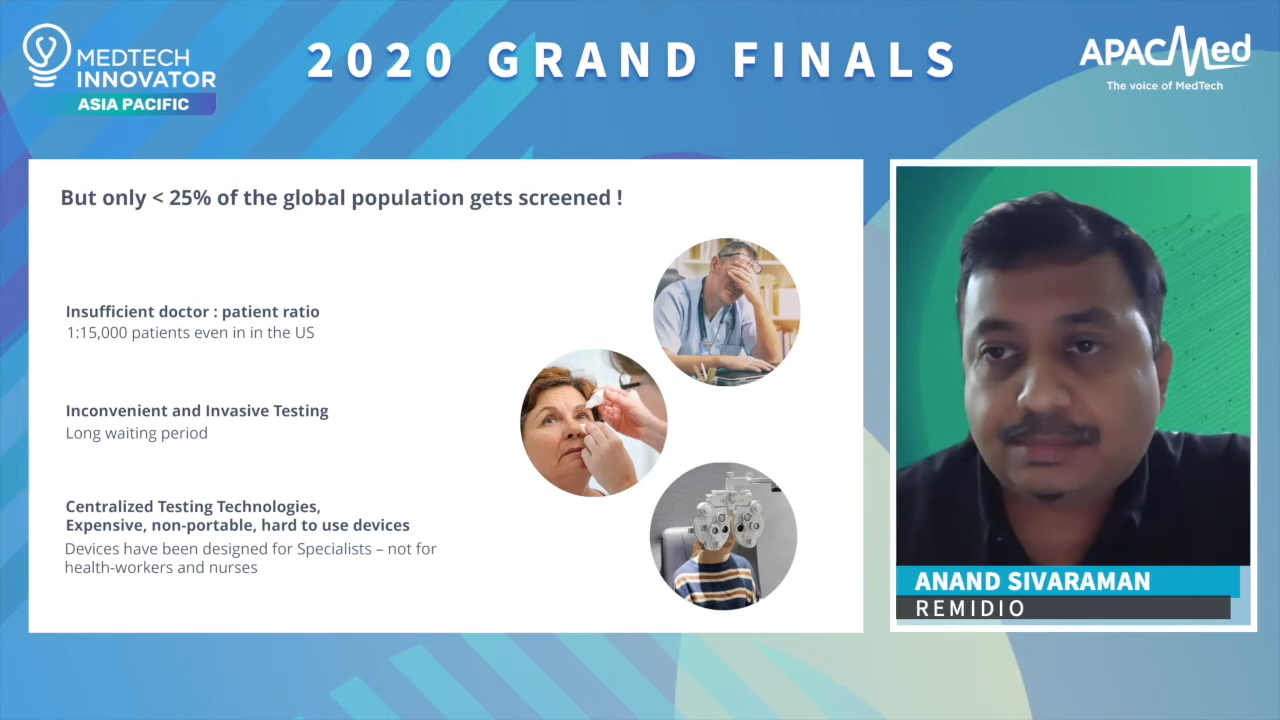 MEDTECH
INNOVATOR
ASIA PACIFIC
2020 GRAND FINALS
APACMed
The voice of MedTech
But only < 25% of the global population gets screened !
Insufficient doctor : patient ratio
1:15,000 patients even in in the US
Inconvenient and Invasive Testing
Long waiting period
Centralized Testing Technologies,
Expensive, non-portable, hard to use devices
Devices have been designed for Specialists – not for
health-workers and nurses
ANAND SIVARAMAN
REMIDIO